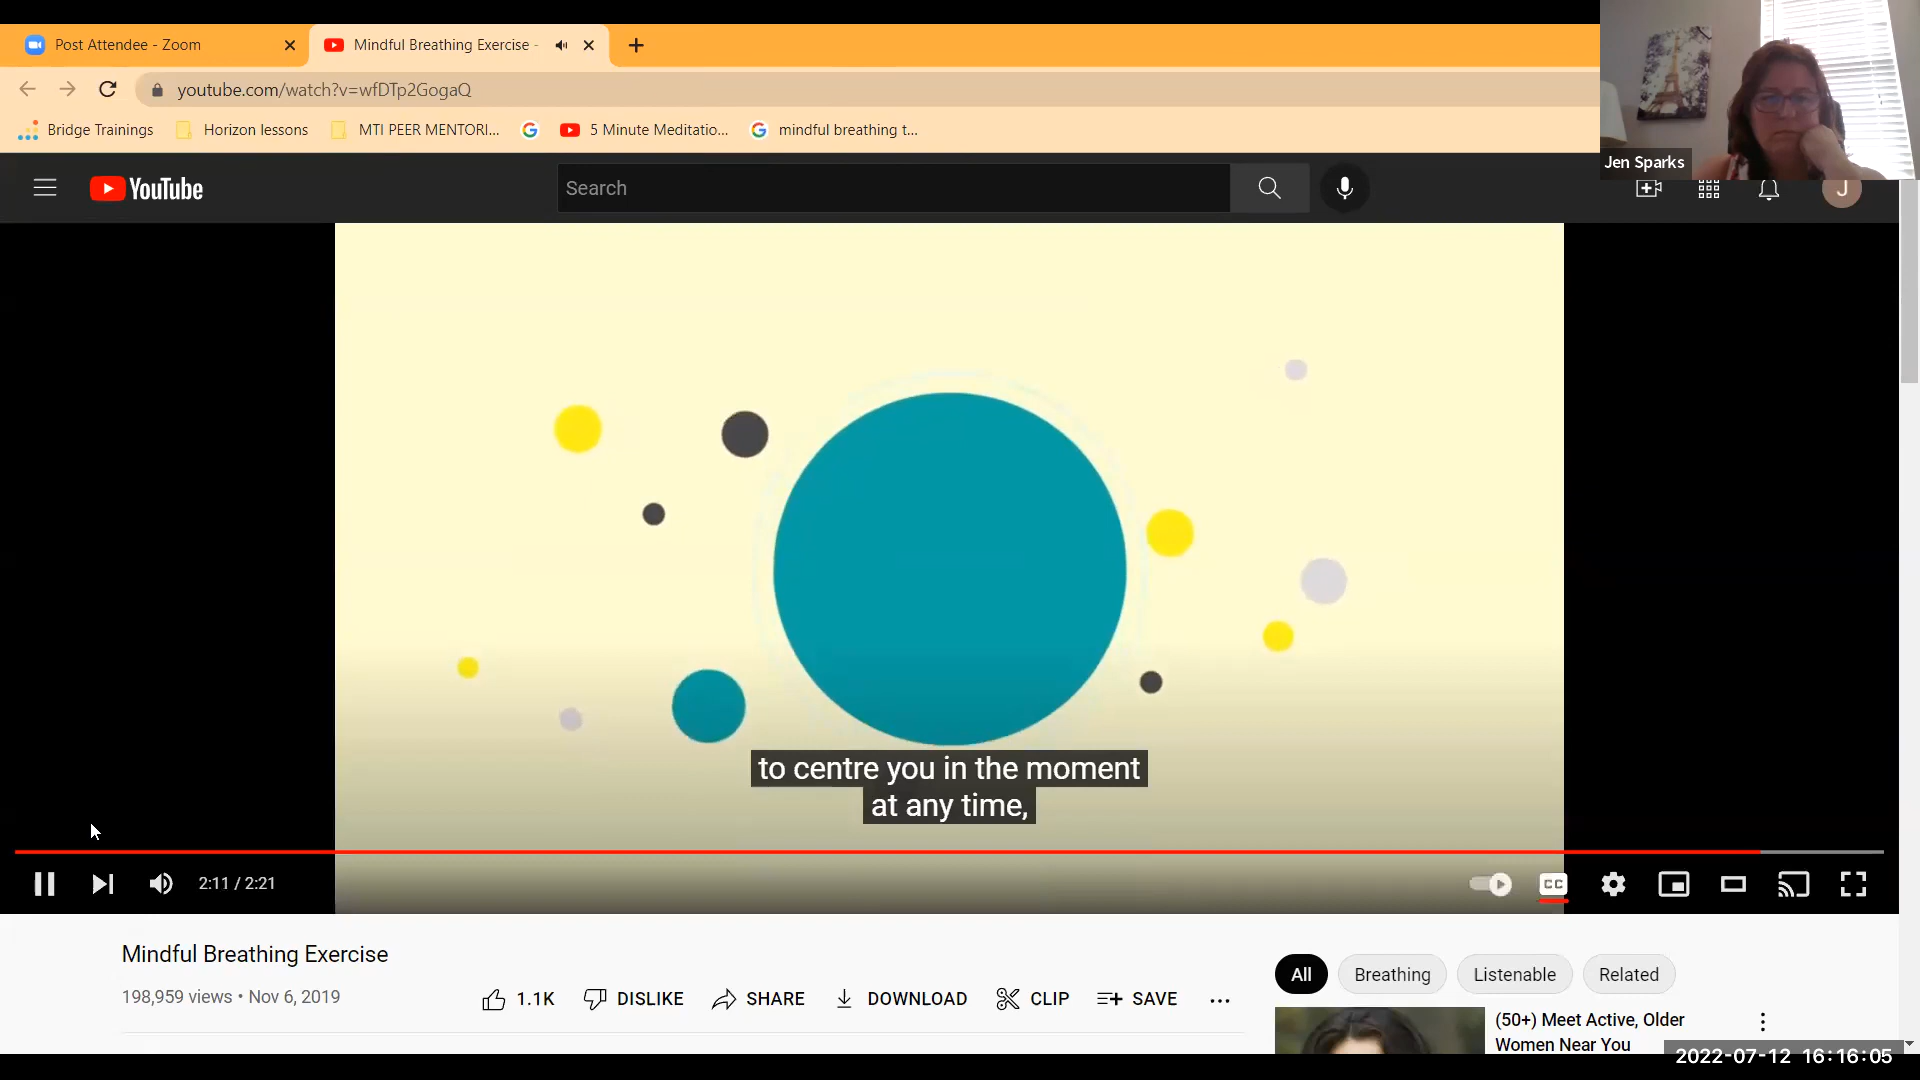 Post Attendee - Zoom
Mindful Breathing Exercise -
youtube.com/watch?v=wfDTp2GogaQ
Bridge Trainings
Horizon lessons
MTI PEER MENTORI...
5 Minute Meditatio...
mindful breathing t...
Jen Sparks
YouTube
Search
J
to centre you in the moment
at any time,
2:11 / 2:21
CC
Mindful Breathing Exercise
198,959 views • Nov 6, 2019
1.1K
DISLIKE
SHARE
DOWNLOAD
CLIP
SAVE
All
Breathing
Listenable
Related
(50+) Meet Active, Older
Women Near You
2022-07-12 16:16:05